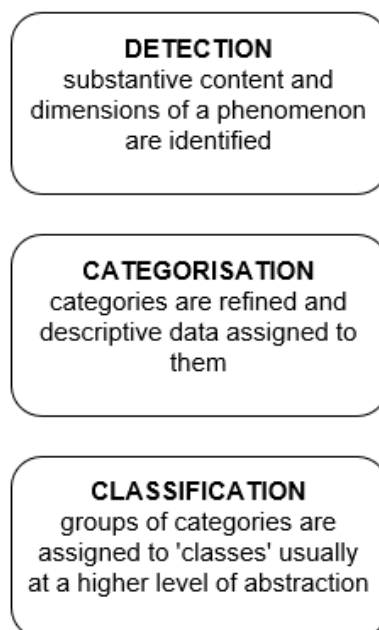 DETECTION
substantive content and
dimensions of a phenomenon
are identified
CATEGORISATION
categories are refined and
descriptive data assigned to
them
CLASSIFICATION
groups of categories are
assigned to 'classes' usually
at a higher level of abstraction